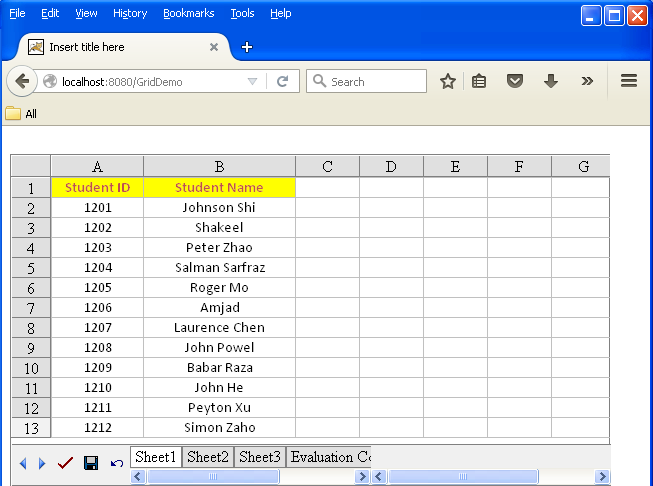 File Edit View History Bookmarks Tools Help
Insert title here
localhost:8080/GridDemo Search
All
A B C D E F G
1 Student ID Student Name
2 1201 Johnson Shi
3 1202 Shakeel
4 1203 Peter Zhao
5 1204 Salman Sarfraz
6 1205 Roger Mo
7 1206 Amjad
8 1207 Laurence Chen
9 1208 John Powel
10 1209 Babar Raza
11 1210 John He
12 1211 Peyton Xu
13 1212 Simon Zaho
Sheet1 Sheet2 Sheet3 Evaluation Co